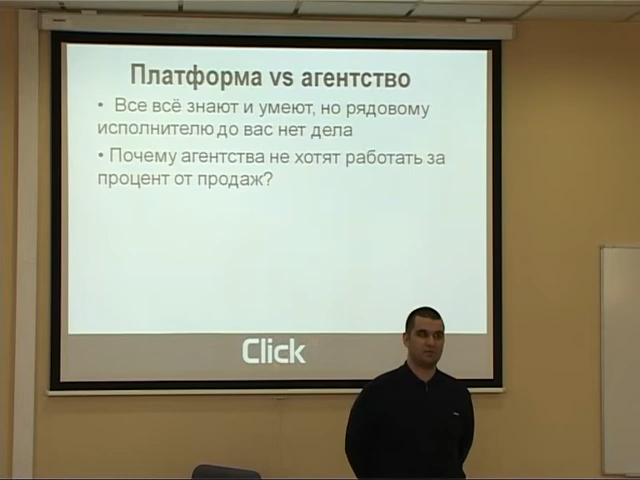 Платформа vs агентство
• Все всё знают и умеют, но рядовому
исполнителю до вас нет дела
• Почему агентства не хотят работать за
процент от продаж?
Click